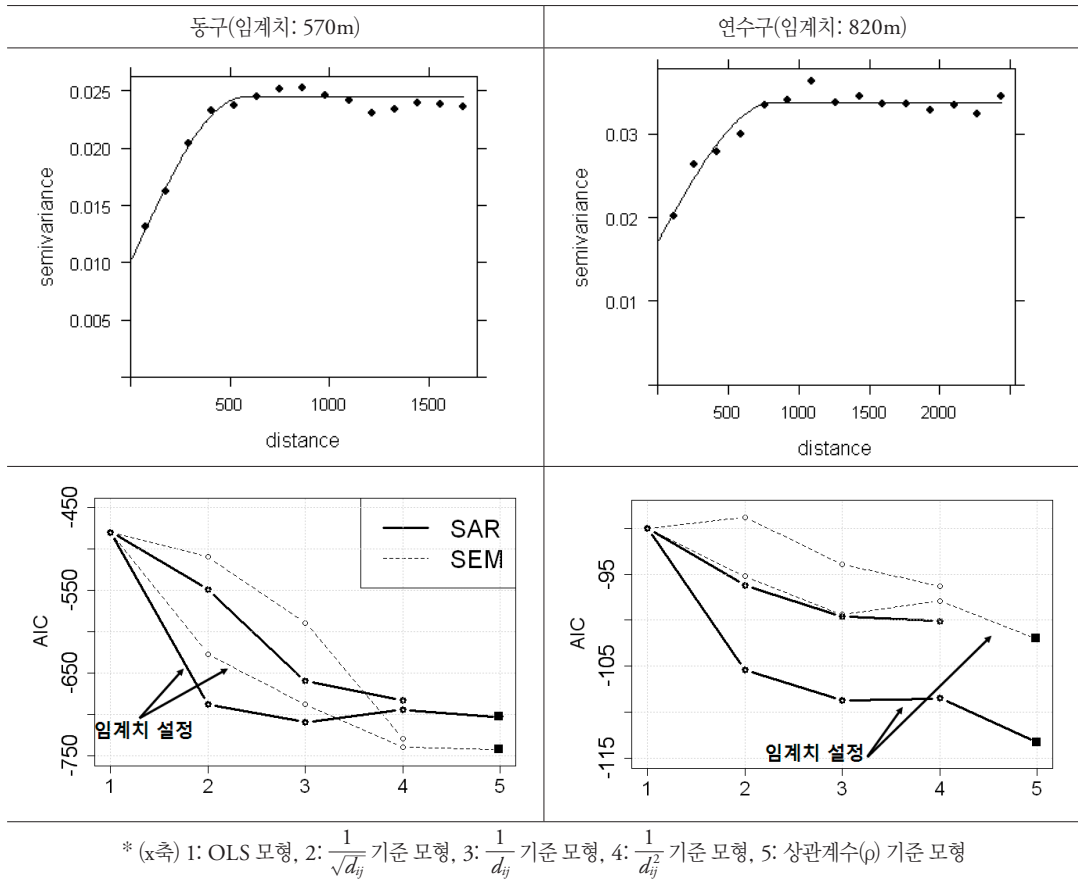 동구(임계치: 570m)
연수구(임계치: 820m)
0.025
0.020
0.015
0.010
0.005
semivariance
500 1000 1500
distance
0.03
0.02
0.01
semivariance
500 1000 1500 2000
distance
-450
-550
-650
-750
AIC
SAR
SEM
임계치 설정
1 2 3 4 5
-95
-105
-115
AIC
임계치 설정
1 2 3 4 5
* (x축) 1: OLS 모형, 2: 1/√d_ij 기준 모형, 3: 1/d_ij 기준 모형, 4: 1/d_ij^2 기준 모형, 5: 상관계수(ρ) 기준 모형